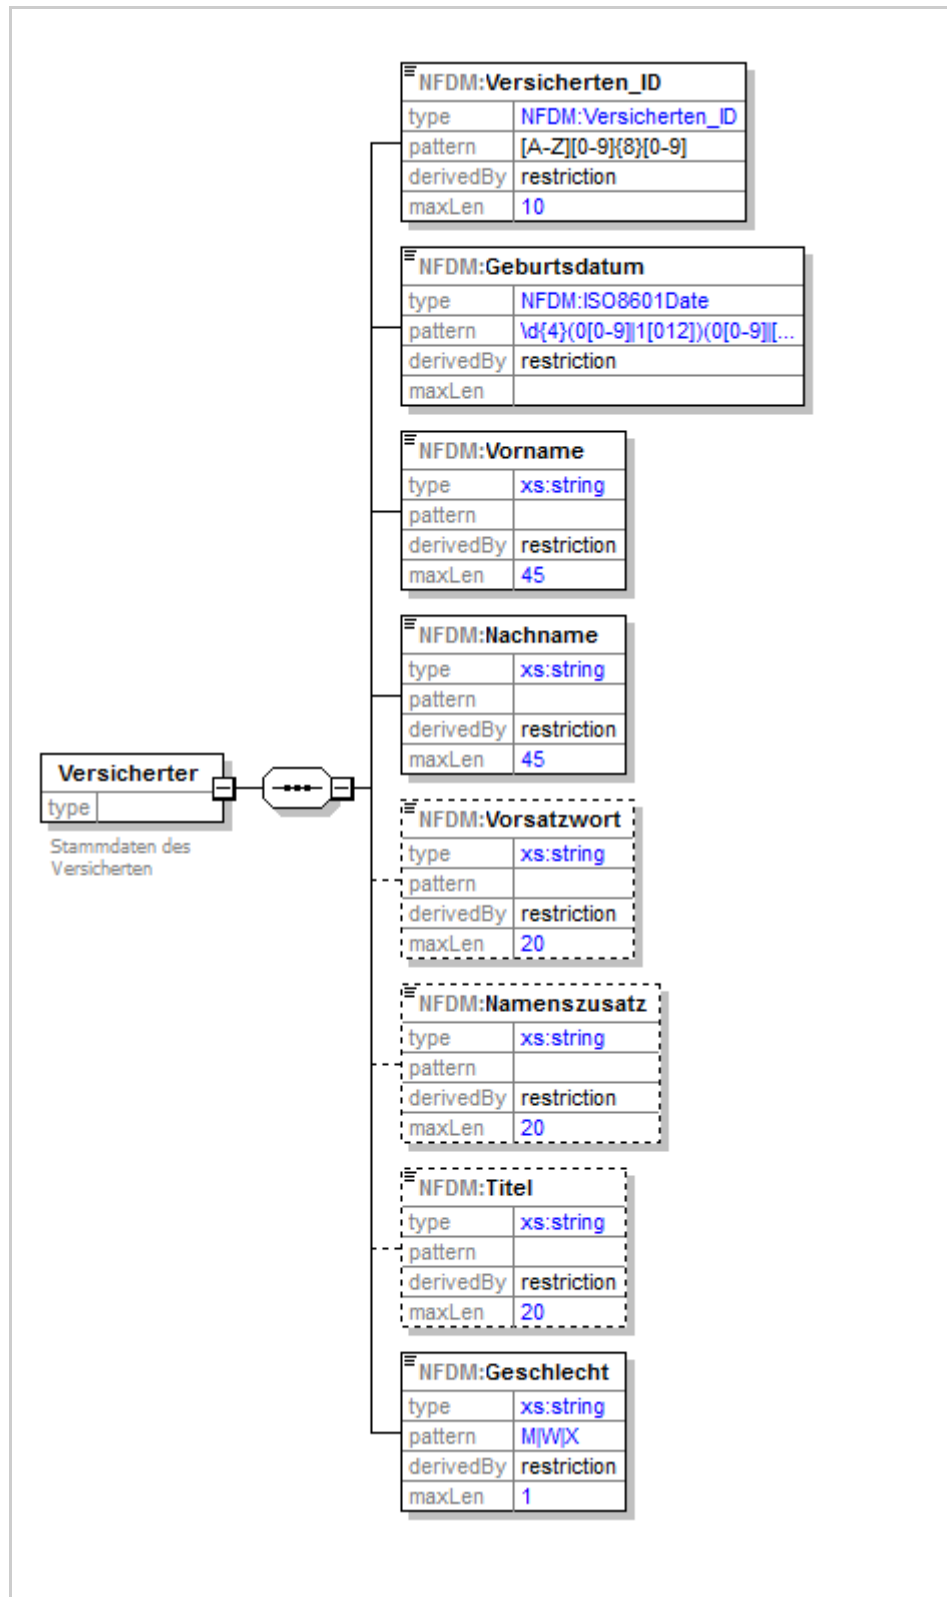 NFDM:Versicherten_ID
type NFDM:Versicherten_ID
pattern [A-Z][0-9]{8}[0-9]
derivedBy restriction
maxLen 10
NFDM:Geburtsdatum
type NFDM:ISO8601Date
pattern \d{4}(0[0-9]|1[012])(0[0-9]|[...
derivedBy restriction
maxLen
NFDM:Vorname
type xs:string
pattern
derivedBy restriction
maxLen 45
NFDM:Nachname
type xs:string
pattern
derivedBy restriction
maxLen 45
Versicherter
type
Stammdaten des
Versicherten
NFDM:Vorsatzwort
type xs:string
pattern
derivedBy restriction
maxLen 20
NFDM:Namenszusatz
type xs:string
pattern
derivedBy restriction
maxLen 20
NFDM:Titel
type xs:string
pattern
derivedBy restriction
maxLen 20
NFDM:Geschlecht
type xs:string
pattern M|W|X
derivedBy restriction
maxLen 1